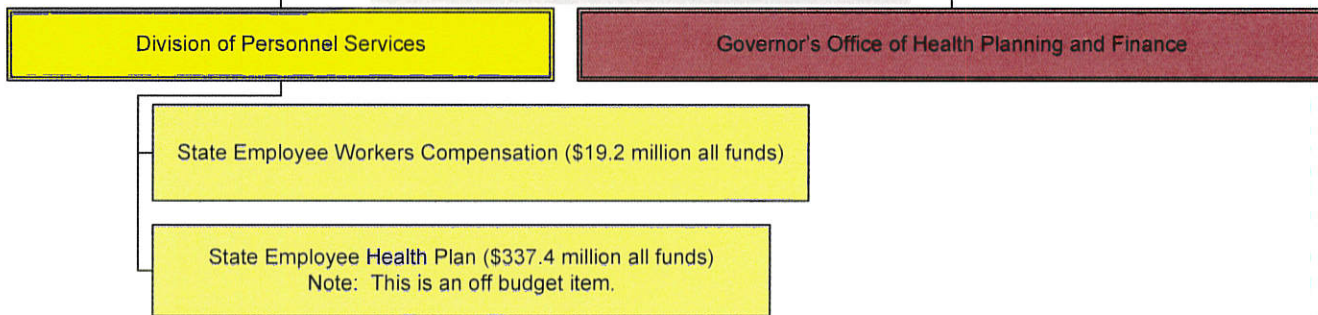 Division of Personnel Services
Governor's Office of Health Planning and Finance
State Employee Workers Compensation ($19.2 million all funds)
State Employee Health Plan ($337.4 million all funds)
Note: This is an off budget item.